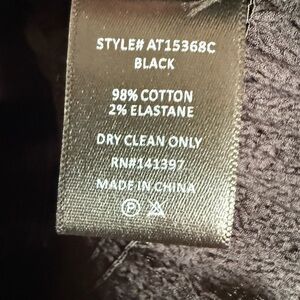 STYLE# AT15368C
BLACK
98% COTTON
2% ELASTANE
DRY CLEAN ONLY
RN#141397
MADE IN CHINA
P